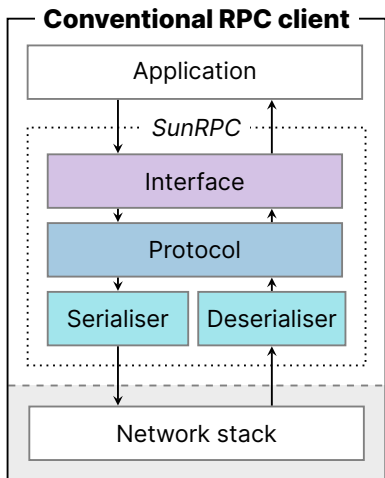 Conventional RPC client
Application
SunRPC
Interface
Protocol
Serialiser Deserialiser
Network stack